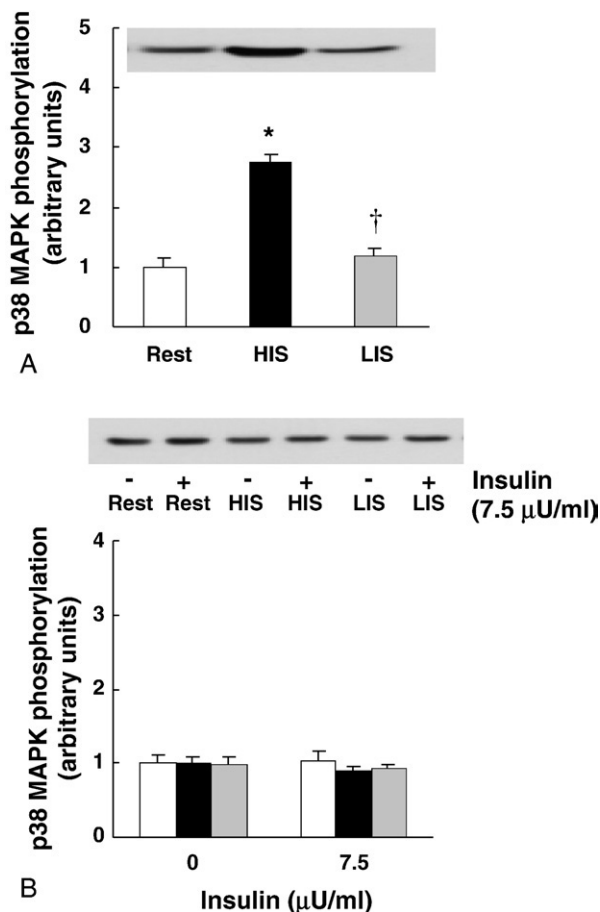 p38 MAPK phosphorylation
(arbitrary units)
5
4
3
2
1
0
*
†
Rest HIS LIS
A
- + - + - + Insulin
Rest Rest HIS HIS LIS LIS (7.5 μU/ml)
p38 MAPK phosphorylation
(arbitrary units)
4
3
2
1
0
0 7.5
Insulin (μU/ml)
B